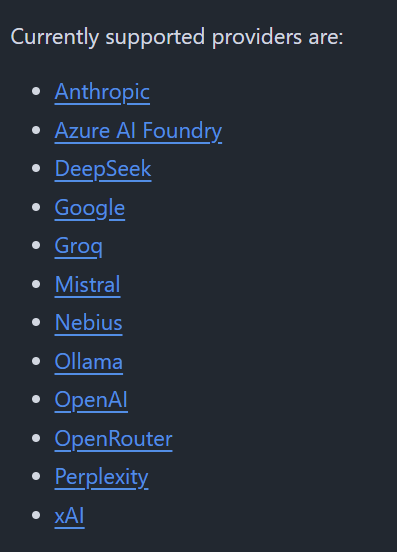 Currently supported providers are:
• Anthropic
• Azure AI Foundry
• DeepSeek
• Google
• Groq
• Mistral
• Nebius
• Ollama
• OpenAI
• OpenRouter
• Perplexity
• xAI